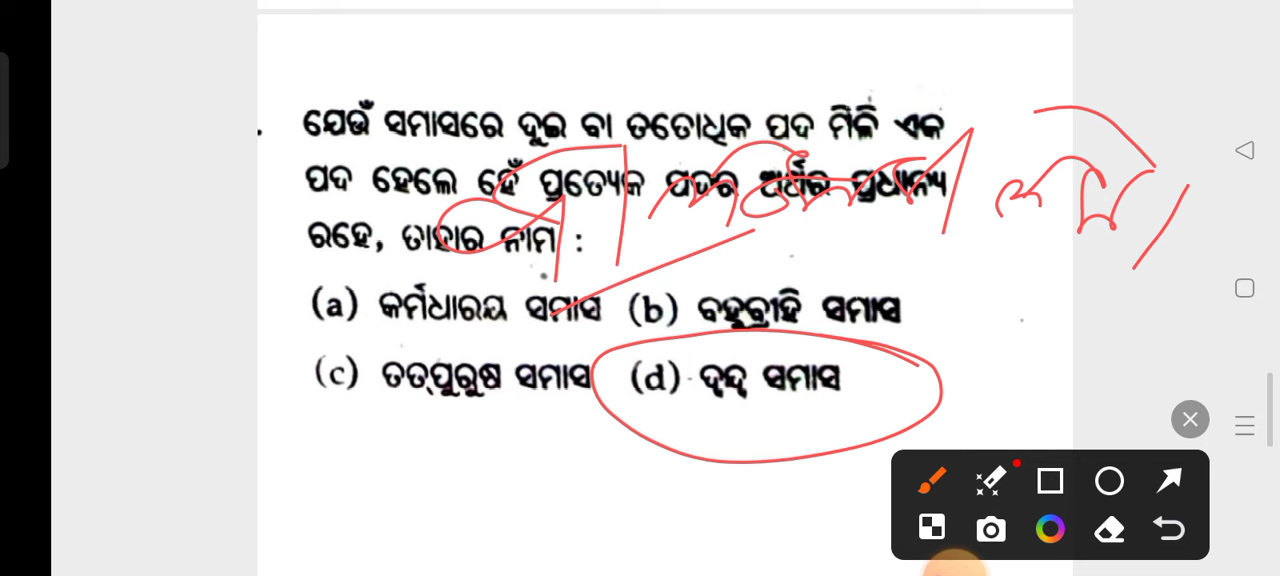 ଯେଉଁ ସମାସରେ ଦୁଇ ବା ତତୋଧିକ ପଦ ମିଳି ଏକ
ପଦ ହେଲେ ହେଁ ପ୍ରତ୍ୟେକ ପଦର ଅର୍ଥର ପ୍ରଧାନ୍ୟ
ରହେ, ତାହାର ନାମ :
(a) କର୍ମଧାରୟ ସମାସ (b) ବହୁବ୍ରୀହି ସମାସ
(c) ତତ୍‌ପୁରୁଷ ସମାସ (d) ଦ୍ୱନ୍ଦ୍ୱ ସମାସ